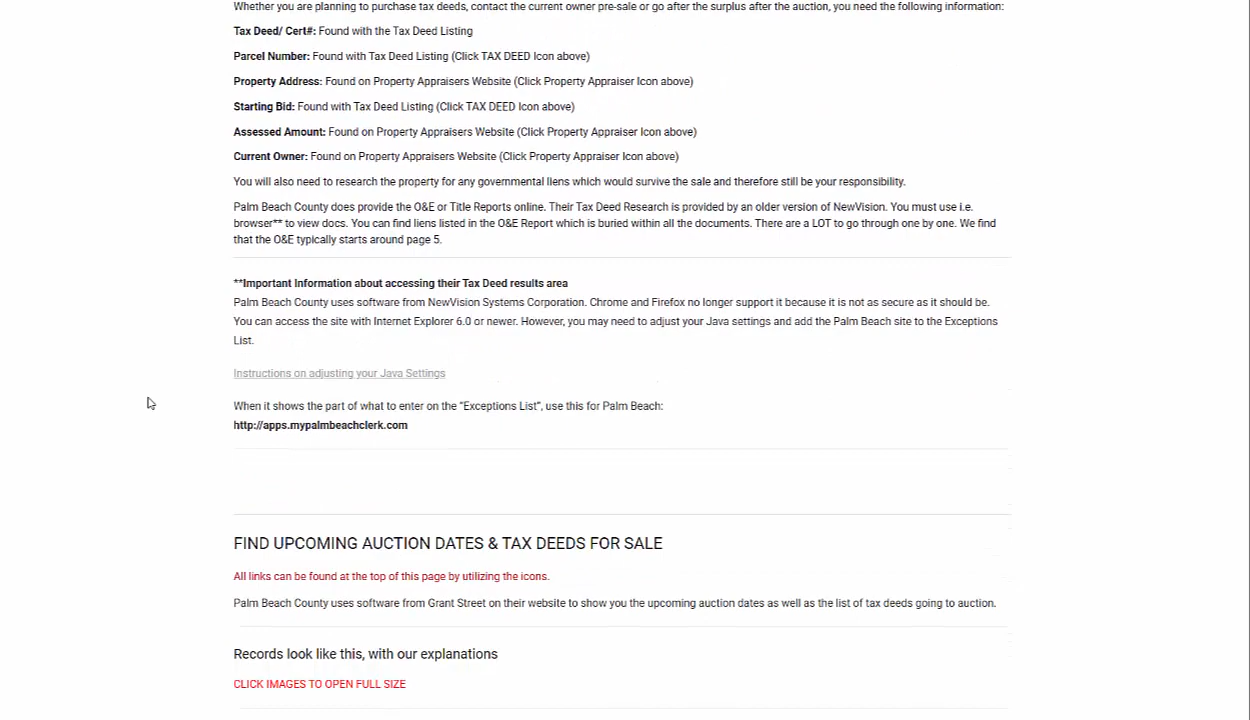 Whether you are planning to purchase tax deeds, contact the current owner pre-sale or go after the surplus after the auction, you need the following information:
Tax Deed/ Cert#: Found with the Tax Deed Listing
Parcel Number: Found with Tax Deed Listing (Click TAX DEED Icon above)
Property Address: Found on Property Appraisers Website (Click Property Appraiser Icon above)
Starting Bid: Found with Tax Deed Listing (Click TAX DEED Icon above)
Assessed Amount: Found on Property Appraisers Website (Click Property Appraiser Icon above)
Current Owner: Found on Property Appraisers Website (Click Property Appraiser Icon above)
You will also need to research the property for any governmental liens which would survive the sale and therefore still be your responsibility.
Palm Beach County does provide the O&E or Title Reports online. Their Tax Deed Research is provided by an older version of NewVision. You must use i.e.
browser** to view docs. You can find liens listed in the O&E Report which is buried within all the documents. There are a LOT to go through one by one. We find
that the O&E typically starts around page 5.
**Important Information about accessing their Tax Deed results area
Palm Beach County uses software from NewVision Systems Corporation. Chrome and Firefox no longer support it because it is not as secure as it should be.
You can access the site with Internet Explorer 6.0 or newer. However, you may need to adjust your Java settings and add the Palm Beach site to the Exceptions
List.
Instructions on adjusting your Java Settings
When it shows the part of what to enter on the "Exceptions List", use this for Palm Beach:
http://apps.mypalmbeachclerk.com
FIND UPCOMING AUCTION DATES & TAX DEEDS FOR SALE
All links can be found at the top of this page by utilizing the icons.
Palm Beach County uses software from Grant Street on their website to show you the upcoming auction dates as well as the list of tax deeds going to auction.
Records look like this, with our explanations
CLICK IMAGES TO OPEN FULL SIZE